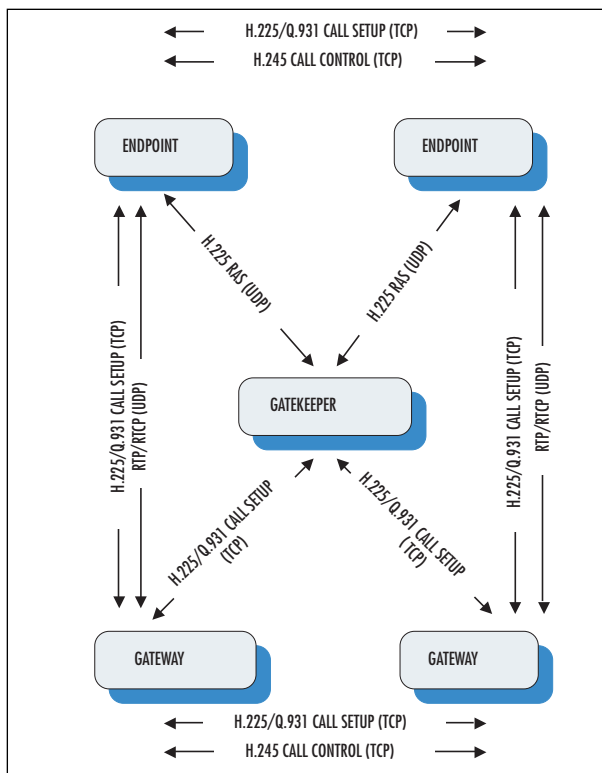 H.225/Q.931 CALL SETUP (TCP)
H.245 CALL CONTROL (TCP)
ENDPOINT
ENDPOINT
H.225 RAS (UDP)
H.225 RAS (UDP)
H.225/Q.931 CALL SETUP (TCP)
RTP/RTCP (UDP)
H.225/Q.931 CALL SETUP (TCP)
RTP/RTCP (UDP)
GATEKEEPER
H.225/Q.931 CALL SETUP
(TCP)
H.225/Q.931 CALL SETUP
(TCP)
GATEWAY
GATEWAY
H.225/Q.931 CALL SETUP (TCP)
H.245 CALL CONTROL (TCP)